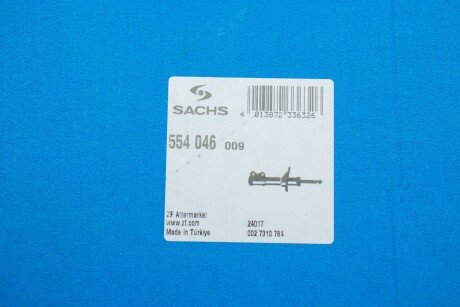 SACHS
4 013872 336326
554 046 009
ZF Aftermarket
www.zf.com
Made in Türkiye
24017
002 7310 784